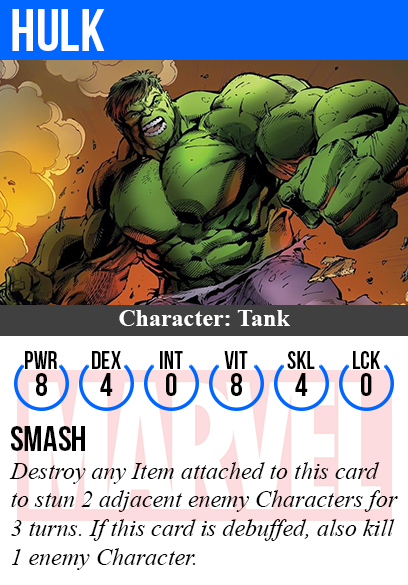 HULK
Character: Tank
PWR DEX INT VIT SKL LCK
8 4 0 8 4 0
MARVEL
SMASH
Destroy any Item attached to this card
to stun 2 adjacent enemy Characters for
3 turns. If this card is debuffed, also kill
1 enemy Character.